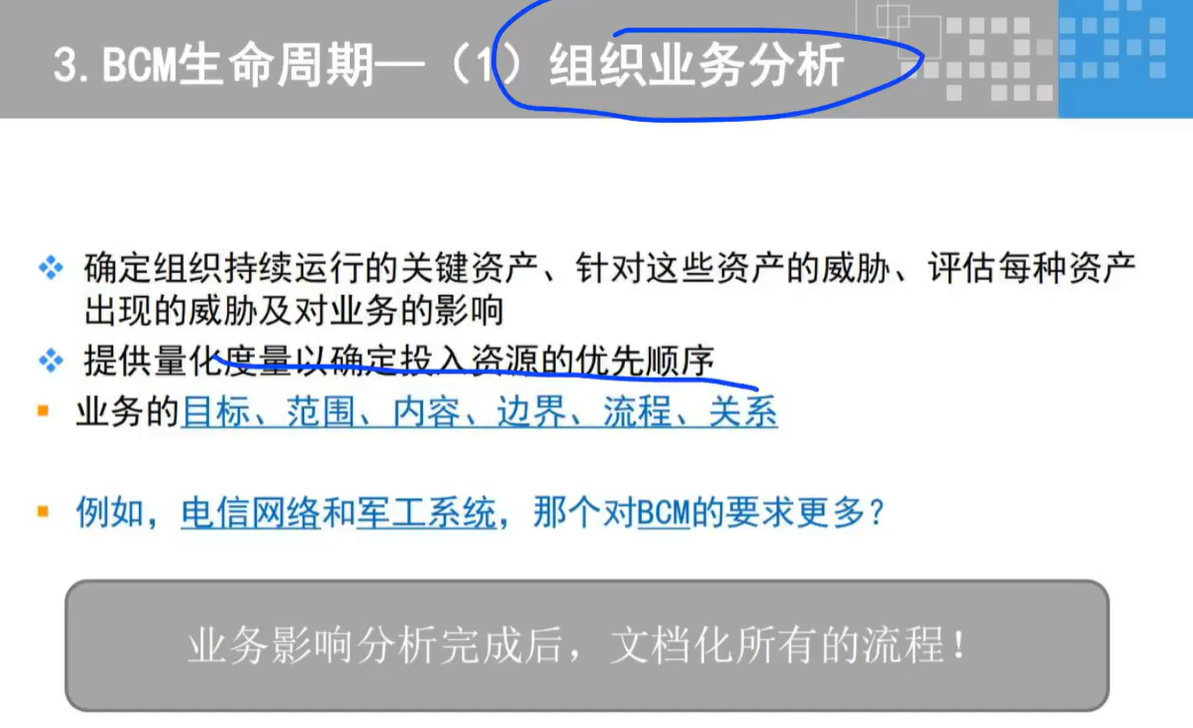 3.BCM生命周期—（1）组织业务分析
确定组织持续运行的关键资产、针对这些资产的威胁、评估每种资产
出现的威胁及对业务的影响
提供量化度量以确定投入资源的优先顺序
业务的目标、范围、内容、边界、流程、关系
例如，电信网络和军工系统，那个对BCM的要求更多？
业务影响分析完成后，文档化所有的流程！